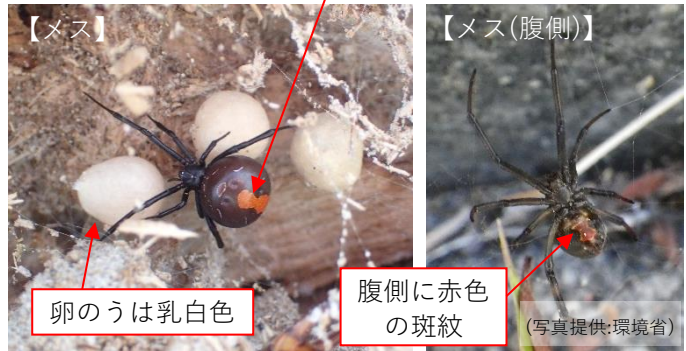 【メス】
【メス(腹側)】
卵のうは乳白色
腹側に赤色
の斑紋
(写真提供:環境省)